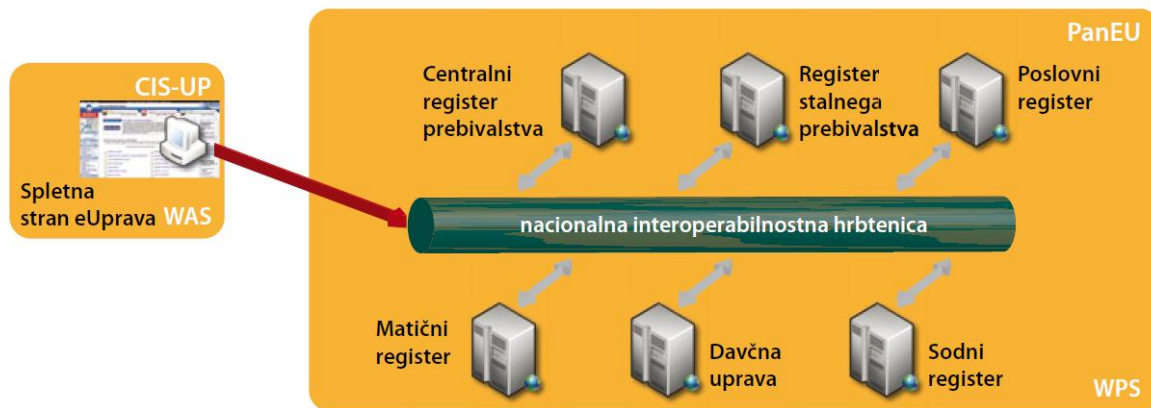 CIS-UP
Spletna
stran eUprava
WAS
PanEU
Centralni
register
prebivalstva
Register
stalnega
prebivalstva
Poslovni
register
nacionalna interoperabilnostna hrbtenica
Matični
register
Davčna
uprava
Sodni
register
WPS